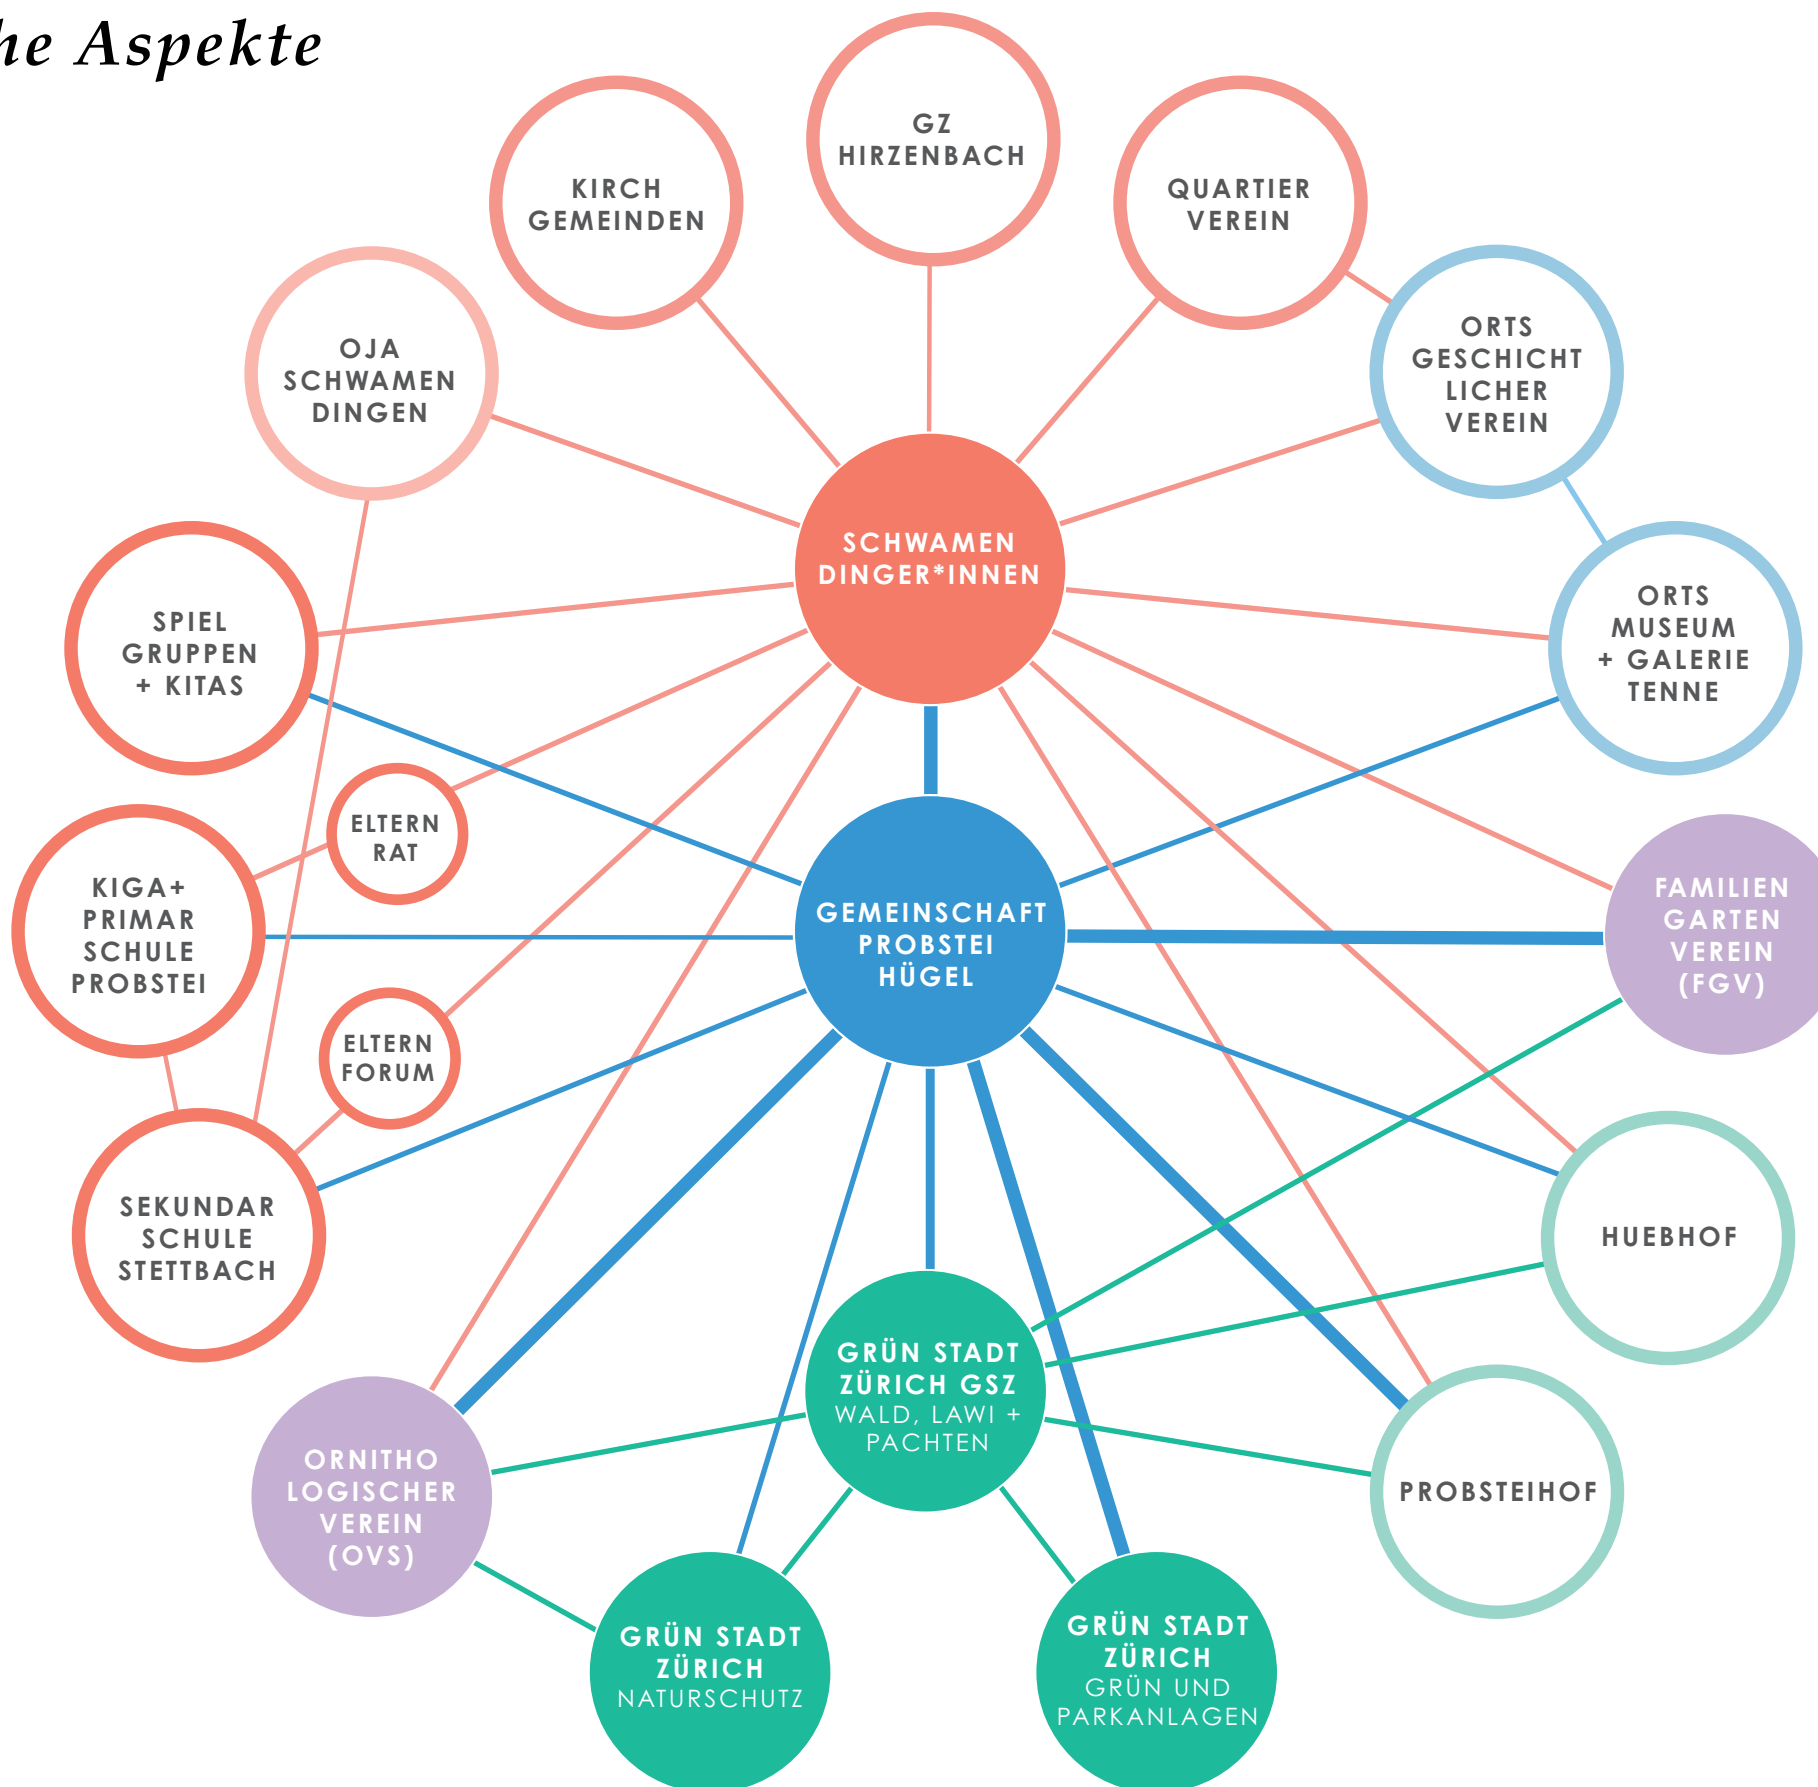 he Aspekte
GZ
HIRZENBACH
KIRCH
GEMEINDEN
QUARTIER
VEREIN
OJA
SCHWAMEN
DINGEN
ORTS
GESCHICHT
LICHER
VEREIN
SCHWAMEN
DINGER*INNEN
SPIEL
GRUPPEN
+ KITAS
ORTS
MUSEUM
+ GALERIE
TENNE
ELTERN
RAT
KIGA+
PRIMAR
SCHULE
PROBSTEI
GEMEINSCHAFT
PROBSTEI
HÜGEL
FAMILIEN
GARTEN
VEREIN
(FGV)
ELTERN
FORUM
SEKUNDAR
SCHULE
STETTBACH
HUEBHOF
GRÜN STADT
ZÜRICH GSZ
WALD, LAWI +
PACHTEN
ORNITHO
LOGISCHER
VEREIN
(OVS)
PROBSTEIHOF
GRÜN STADT
ZÜRICH
NATURSCHUTZ
GRÜN STADT
ZÜRICH
GRÜN UND
PARKANLAGEN